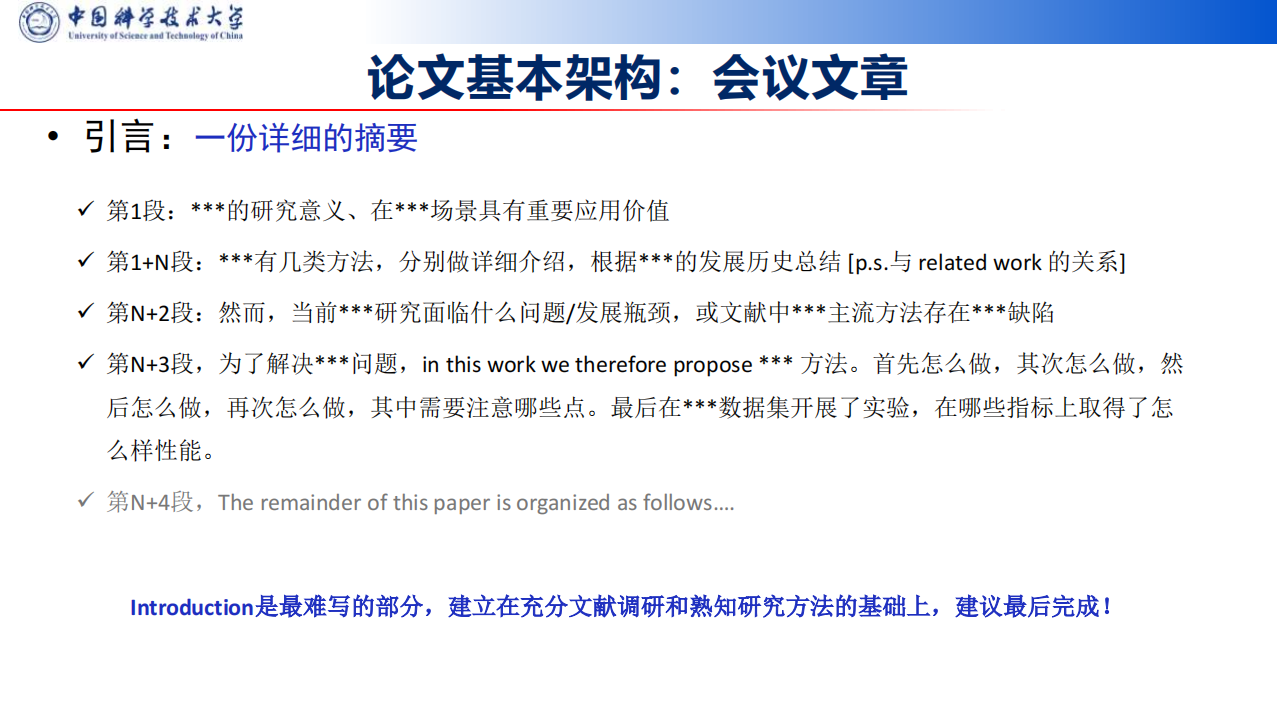 中国科学技术大学
University of Science and Technology of China
论文基本架构：会议文章
• 引言：一份详细的摘要
✓ 第1段：***的研究意义、在***场景具有重要应用价值
✓ 第1+N段：***有几类方法，分别做详细介绍，根据***的发展历史总结 [p.s.与 related work 的关系]
✓ 第N+2段：然而，当前***研究面临什么问题/发展瓶颈，或文献中***主流方法存在***缺陷
✓ 第N+3段，为了解决***问题，in this work we therefore propose *** 方法。首先怎么做，其次怎么做，然
后怎么做，再次怎么做，其中需要注意哪些点。最后在***数据集开展了实验，在哪些指标上取得了怎
么样性能。
✓ 第N+4段，The remainder of this paper is organized as follows....
Introduction是最难写的部分，建立在充分文献调研和熟知研究方法的基础上，建议最后完成！